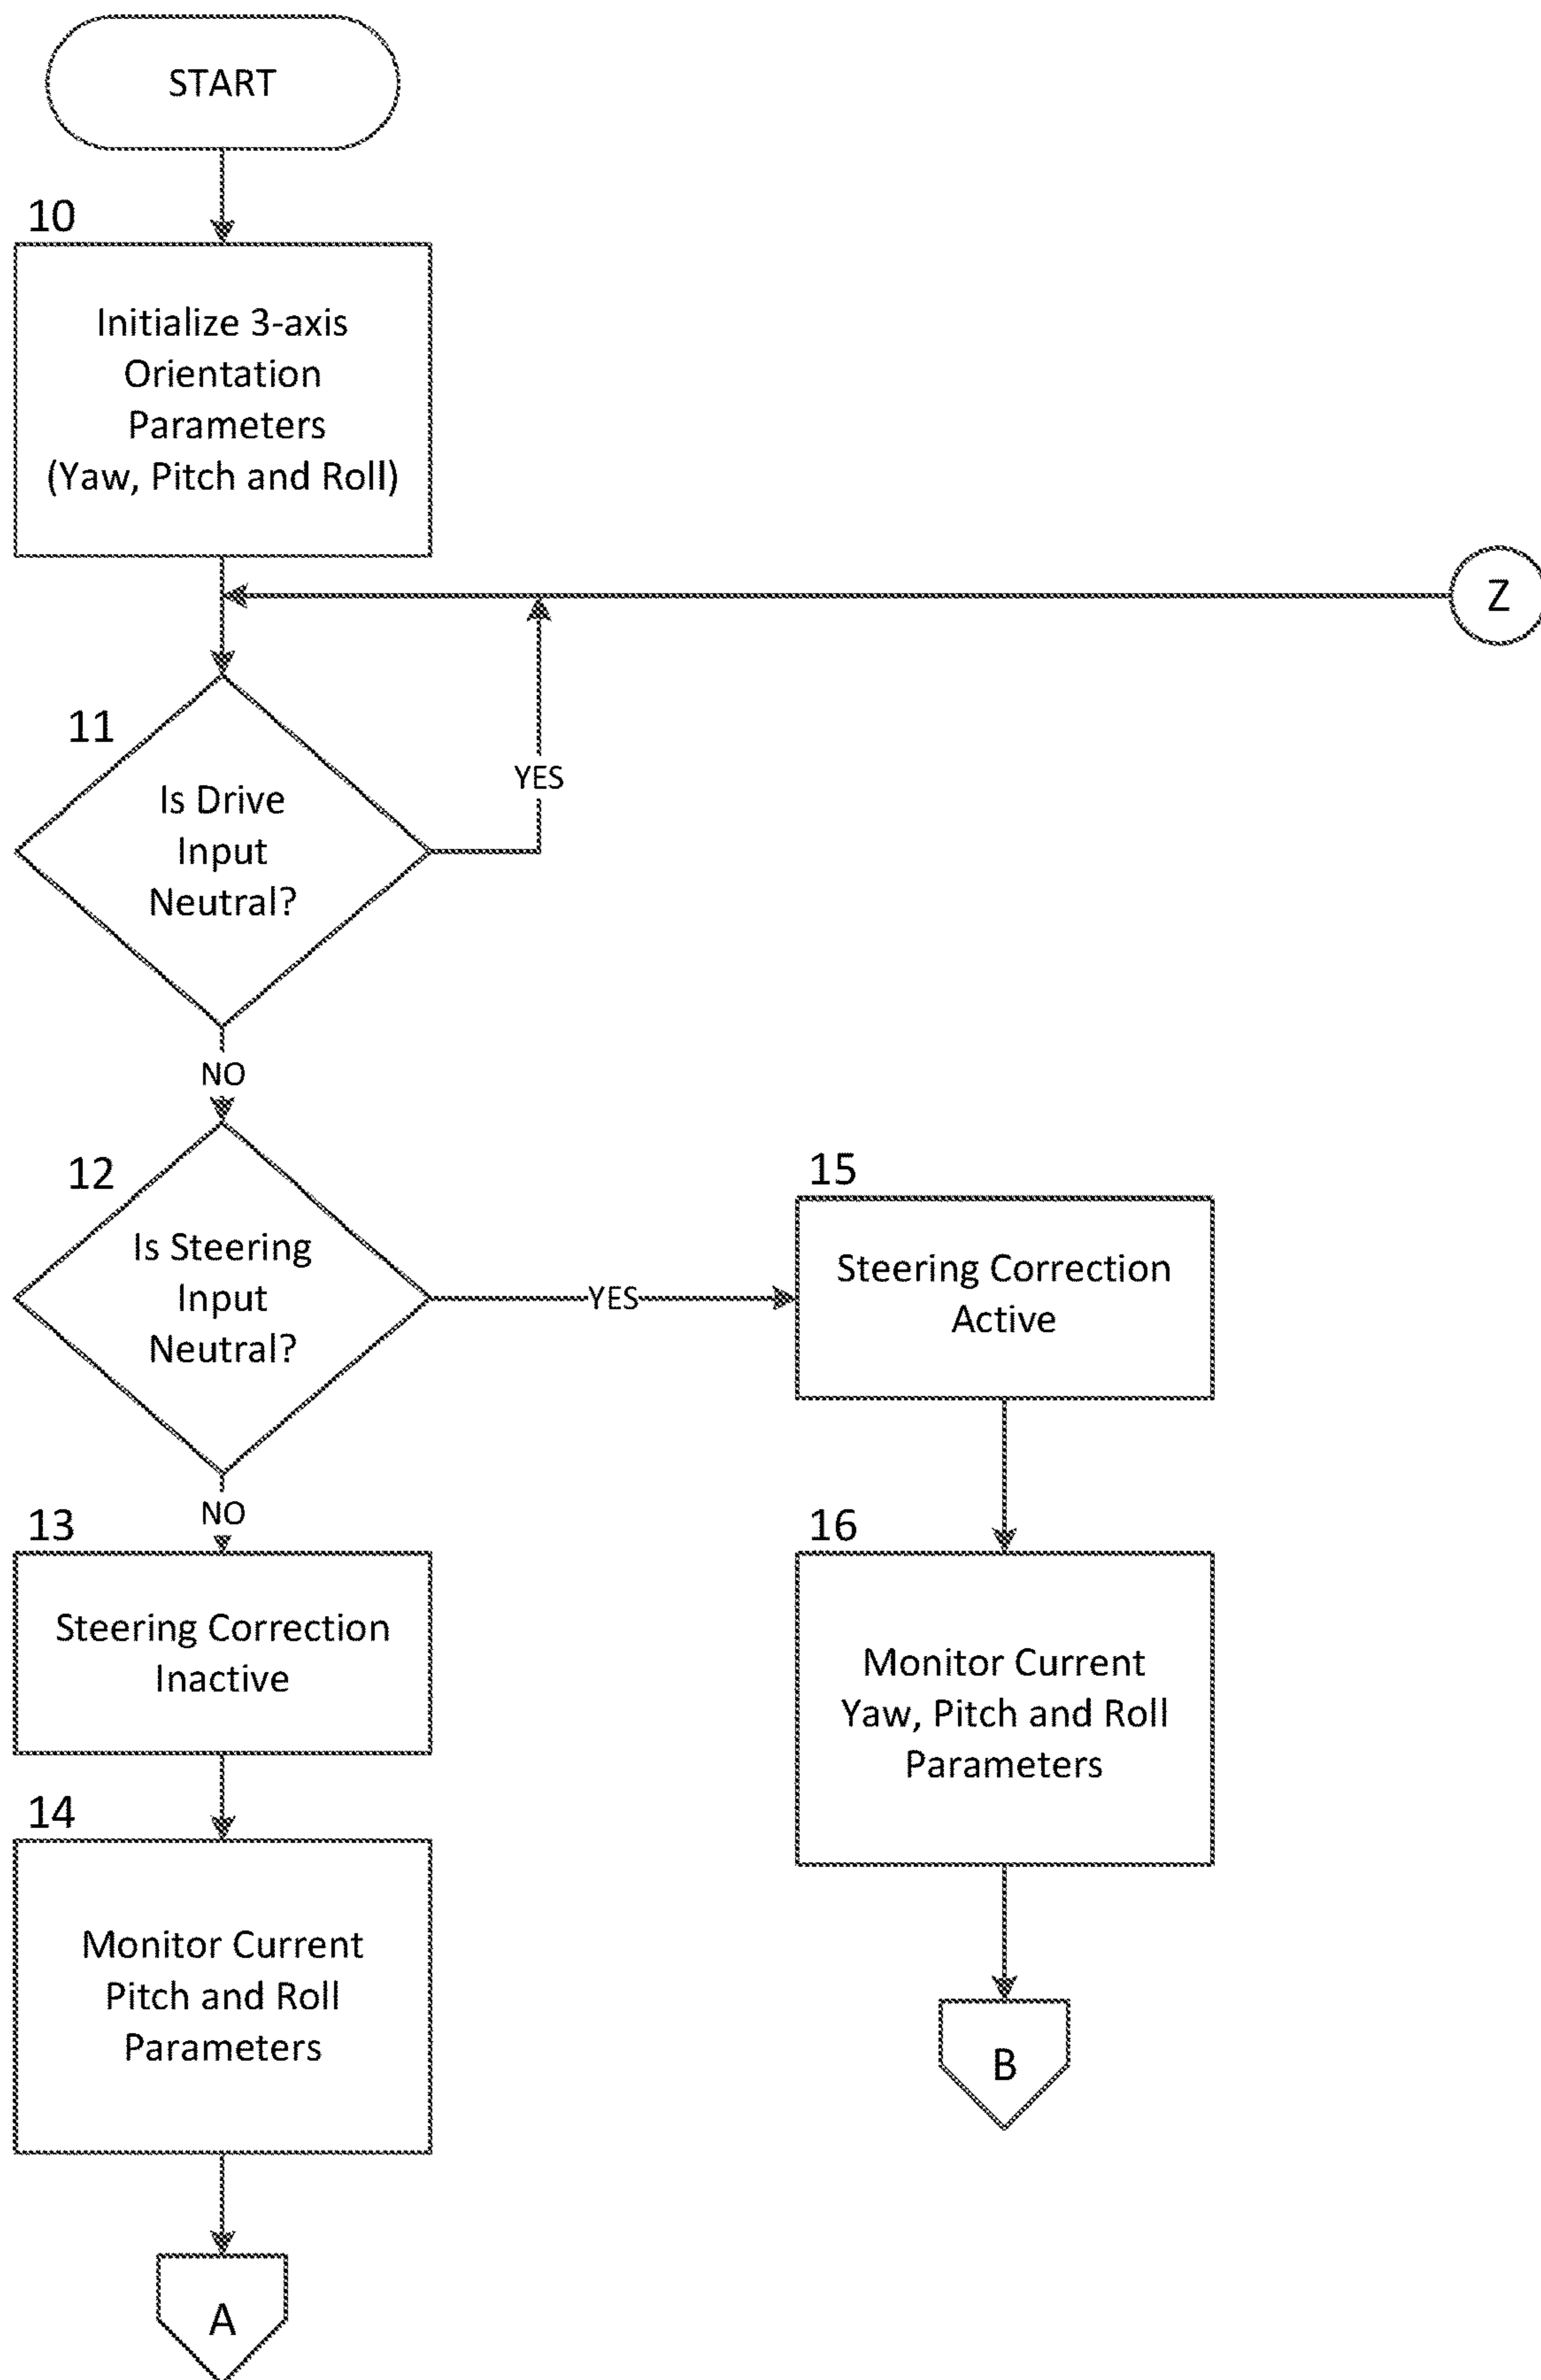 START
10
Initialize 3-axis
Orientation
Parameters
(Yaw, Pitch and Roll)
Z
11
YES
Is Drive
Input
Neutral?
NO
12
Is Steering
Input
Neutral?
YES
15
Steering Correction
Active
NO
13
Steering Correction
Inactive
16
Monitor Current
Yaw, Pitch and Roll
Parameters
14
Monitor Current
Pitch and Roll
Parameters
B
A